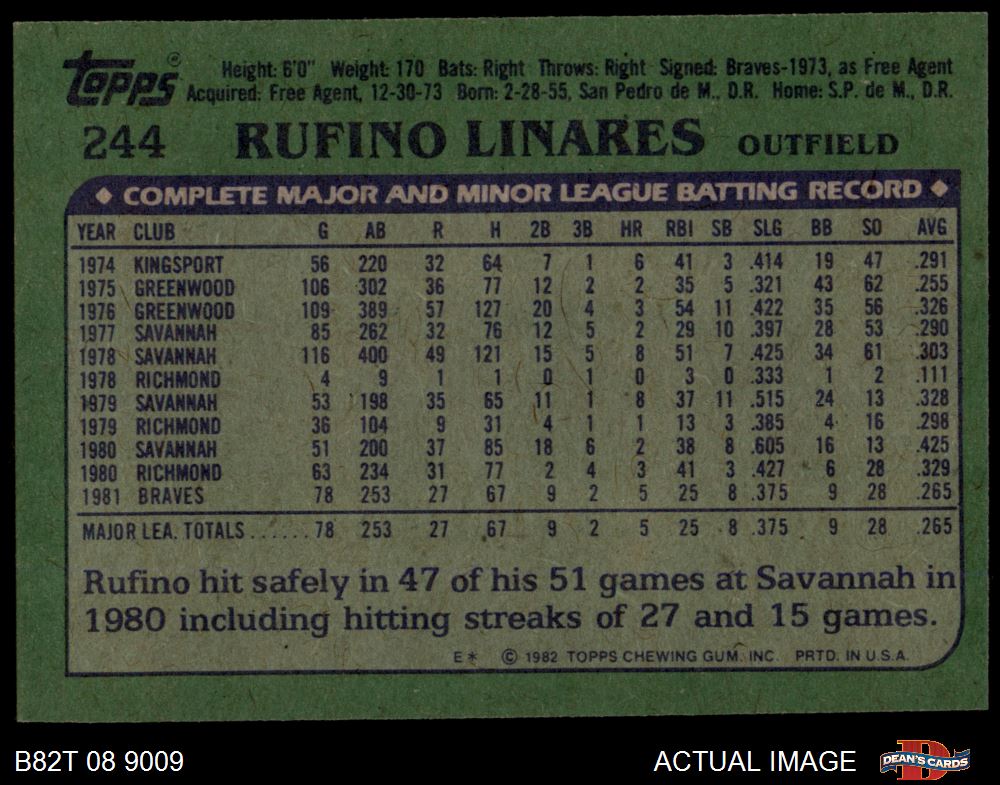 Topps® Height: 6'0" Weight: 170 Bats: Right Throws: Right Signed: Braves-1973, as Free Agent
Acquired: Free Agent, 12-30-73 Born: 2-28-55, San Pedro de M., D.R. Home: S.P. de M., D.R.
244 RUFINO LINARES OUTFIELD
◆ COMPLETE MAJOR AND MINOR LEAGUE BATTING RECORD ◆
YEAR CLUB G AB R H 2B 3B HR RBI SB SLG BB SO AVG
1974 KINGSPORT 56 220 32 64 7 1 6 41 3 .414 19 47 .291
1975 GREENWOOD 106 302 36 77 12 2 2 35 5 .321 43 62 .255
1976 GREENWOOD 109 389 57 127 20 4 3 54 11 .422 35 56 .326
1977 SAVANNAH 85 262 32 76 12 5 2 29 10 .397 28 53 .290
1978 SAVANNAH 116 400 49 121 15 5 8 51 7 .425 34 61 .303
1978 RICHMOND 4 9 1 1 0 1 0 3 0 .333 1 2 .111
1979 SAVANNAH 53 198 35 65 11 1 8 37 11 .515 24 13 .328
1979 RICHMOND 36 104 9 31 4 1 1 13 3 .385 4 16 .298
1980 SAVANNAH 51 200 37 85 18 6 2 38 8 .605 16 13 .425
1980 RICHMOND 63 234 31 77 2 4 3 41 3 .427 6 28 .329
1981 BRAVES 78 253 27 67 9 2 5 25 8 .375 9 28 .265
MAJOR LEA. TOTALS......78 253 27 67 9 2 5 25 8 .375 9 28 .265
Rufino hit safely in 47 of his 51 games at Savannah in
1980 including hitting streaks of 27 and 15 games.
E* © 1982 TOPPS CHEWING GUM. INC. PRTD. IN U.S.A.
B82T 08 9009 ACTUAL IMAGE D DEAN'S CARDS